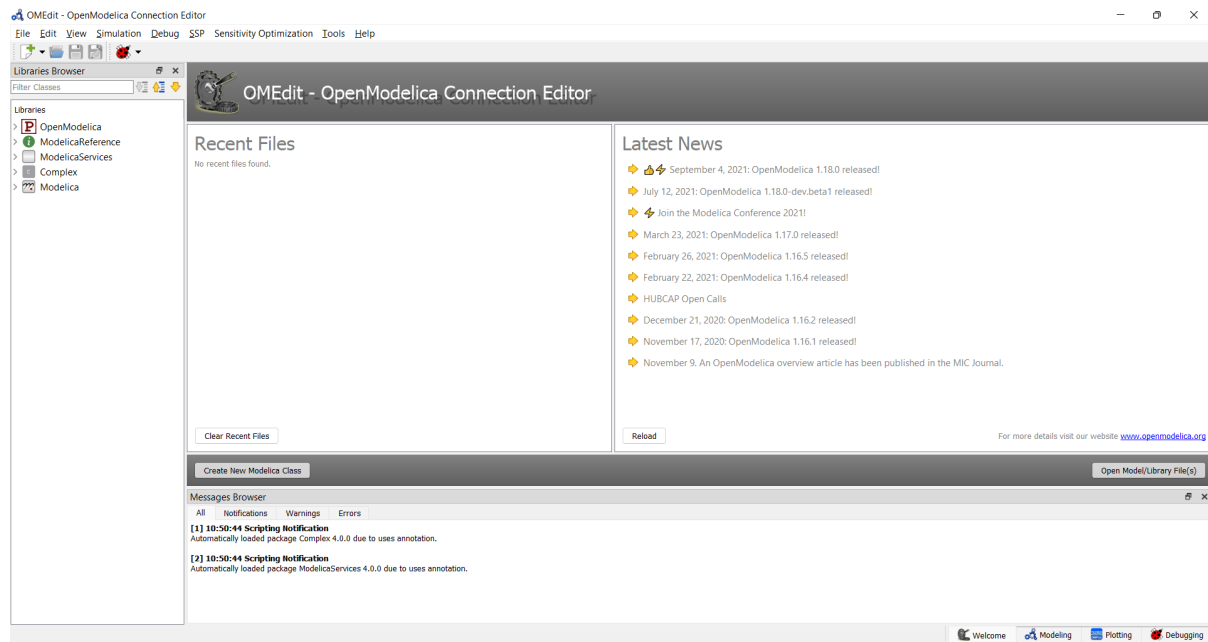 OMEdit - OpenModelica Connection Editor
File Edit View Simulation Debug SSP Sensitivity Optimization Tools Help
Libraries Browser
Filter Classes
Libraries
OpenModelica
ModelicaReference
ModelicaServices
Complex
Modelica
OMEdit - OpenModelica Connection Editor
Recent Files
No recent files found.
Clear Recent Files
Latest News
September 4, 2021: OpenModelica 1.18.0 released!
July 12, 2021: OpenModelica 1.18.0-dev.beta1 released!
Join the Modelica Conference 2021!
March 23, 2021: OpenModelica 1.17.0 released!
February 26, 2021: OpenModelica 1.16.5 released!
February 22, 2021: OpenModelica 1.16.4 released!
HUBCAP Open Calls
December 21, 2020: OpenModelica 1.16.2 released!
November 17, 2020: OpenModelica 1.16.1 released!
November 9. An OpenModelica overview article has been published in the MIC Journal.
Reload
For more details visit our website www.openmodelica.org
Create New Modelica Class
Open Model/Library File(s)
Messages Browser
All Notifications Warnings Errors
[1] 10:50:44 Scripting Notification
Automatically loaded package Complex 4.0.0 due to uses annotation.
[2] 10:50:44 Scripting Notification
Automatically loaded package ModelicaServices 4.0.0 due to uses annotation.
Welcome Modeling Plotting Debugging